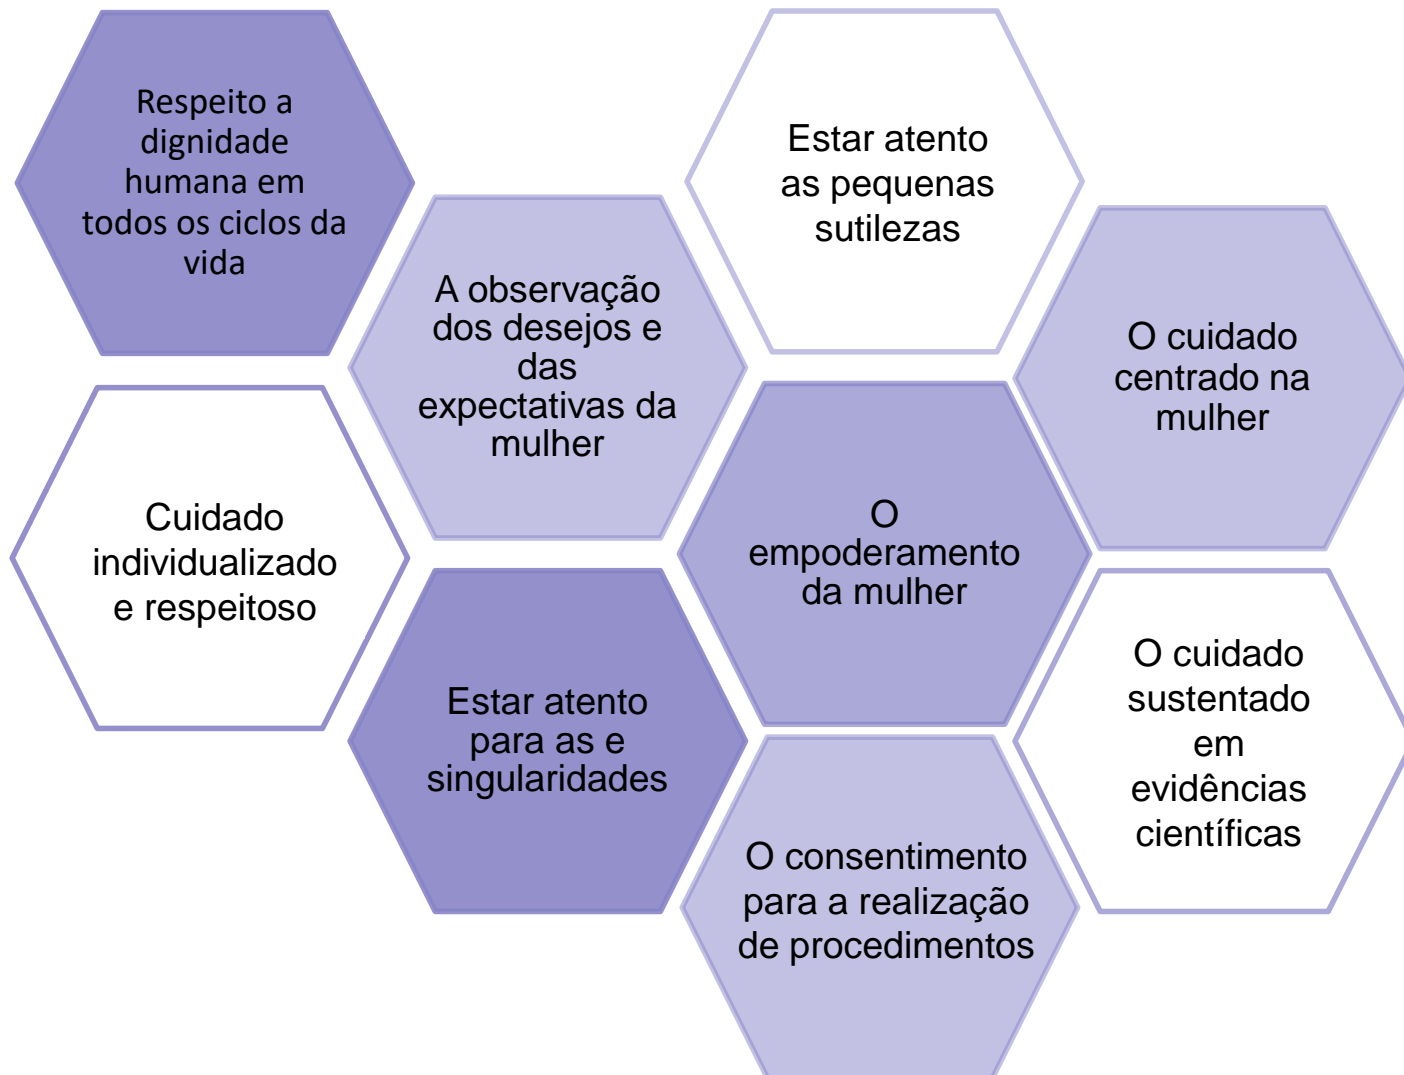 Respeito a
dignidade
humana em
todos os ciclos da
vida
Estar atento
as pequenas
sutilezas
A observação
dos desejos e
das
expectativas da
mulher
O cuidado
centrado na
mulher
Cuidado
individualizado
e respeitoso
O
empoderamento
da mulher
Estar atento
para as e
singularidades
O cuidado
sustentado
em
evidências
científicas
O consentimento
para a realização
de procedimentos